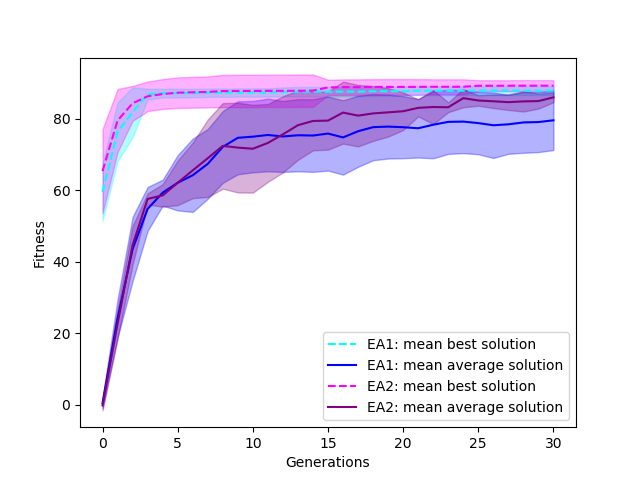 80
60
40
20
0
Fitness
EA1: mean best solution
EA1: mean average solution
EA2: mean best solution
EA2: mean average solution
0 5 10 15 20 25 30
Generations